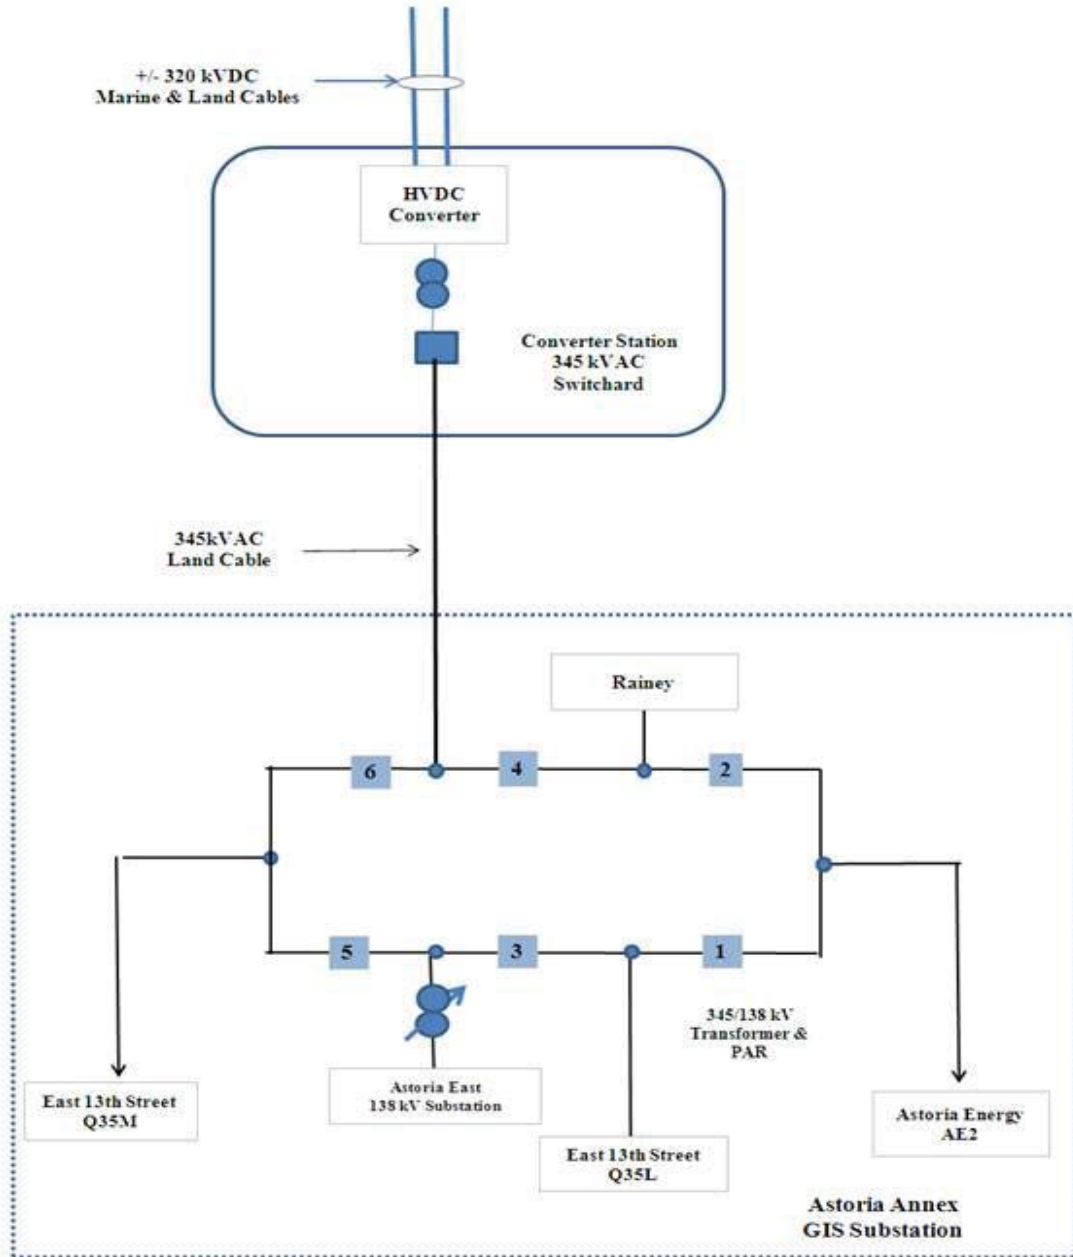 +/- 320 kVDC
Marine & Land Cables
HVDC
Converter
Converter Station
345 kVAC
Switchard
345kVAC
Land Cable
Rainey
6
4
2
5
3
1
345/138 kV
Transformer &
PAR
East 13th Street
Q35M
Astoria East
138 kV Substation
East 13th Street
Q35L
Astoria Energy
AE2
Astoria Annex
GIS Substation